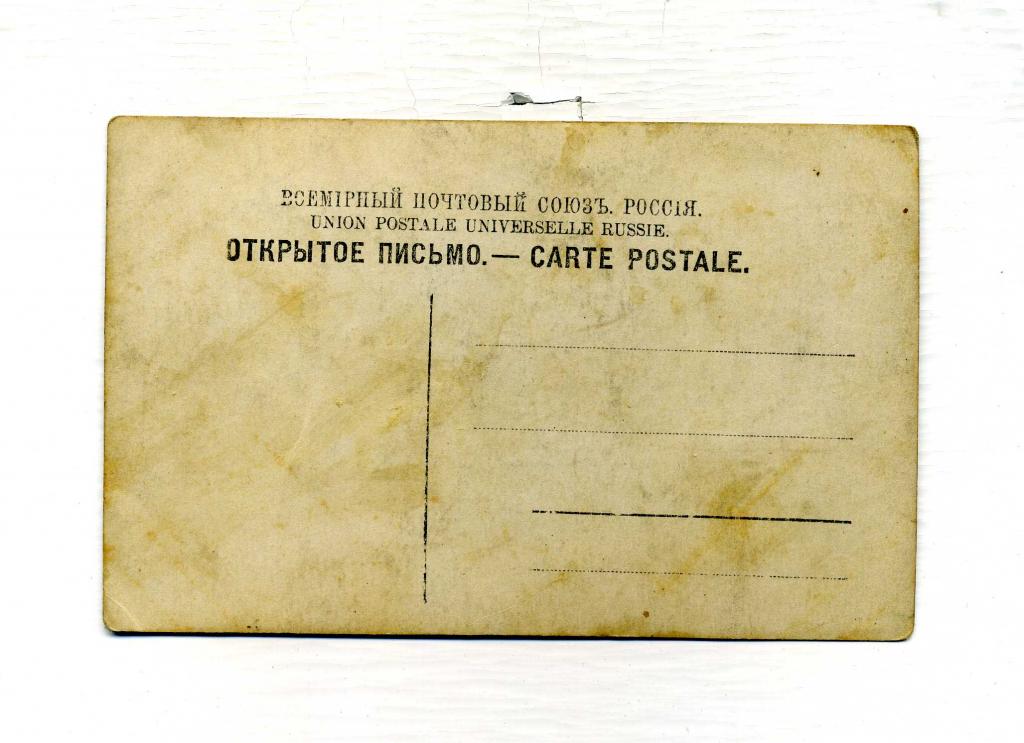 ВСЕМІРНЫЙ ПОЧТОВЫЙ СОЮЗЪ. РОССІЯ.
UNION POSTALE UNIVERSELLE RUSSIE.
ОТКРЫТОЕ ПИСЬМО.— CARTE POSTALE.